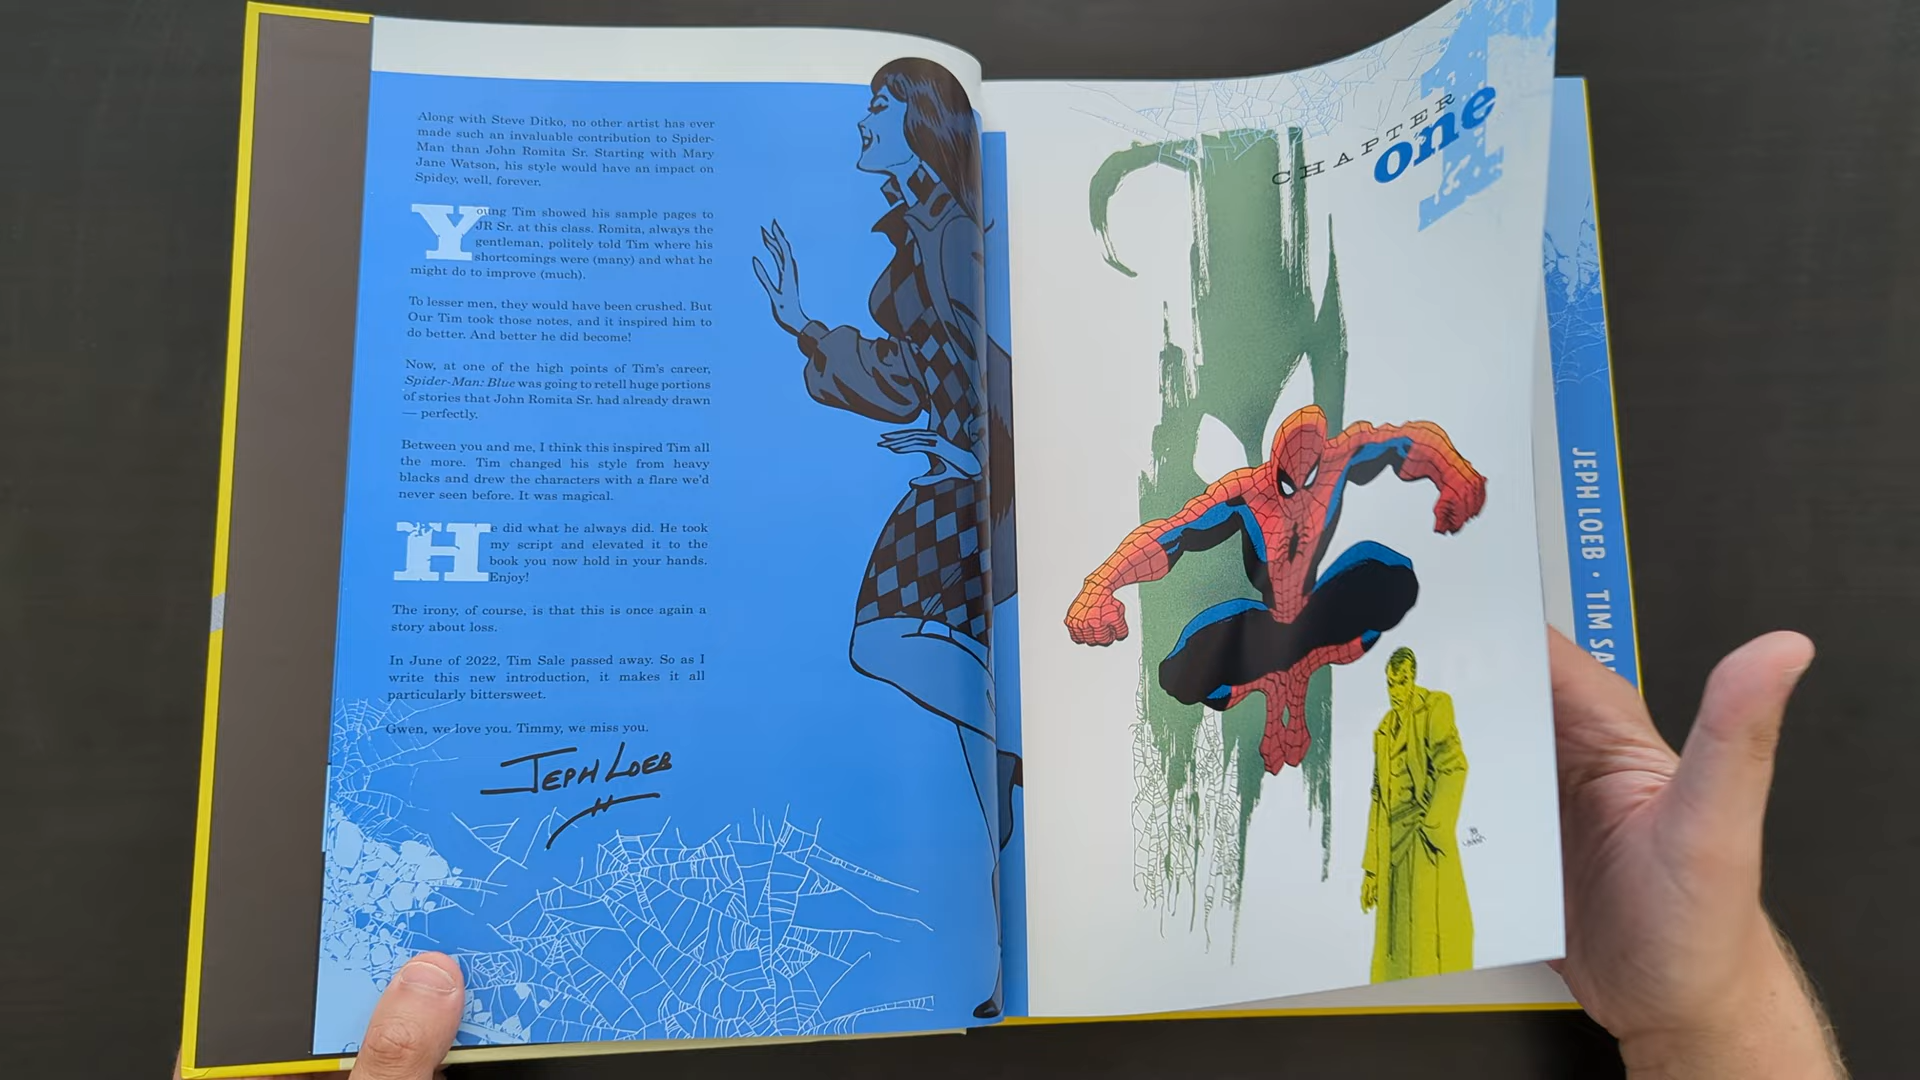 Along with Steve Ditko, no other artist has ever
made such an invaluable contribution to Spider-
Man than John Romita Sr. Starting with Mary
Jane Watson, his style would have an impact on
Spidey, well, forever.
Young Tim showed his sample pages to
JR Sr. at this class. Romita, always the
gentleman, politely told Tim where his
shortcomings were (many) and what he
might do to improve (much).
To lesser men, they would have been crushed. But
Our Tim took those notes, and it inspired him to
do better. And better he did become!
Now, at one of the high points of Tim's career,
Spider-Man: Blue was going to retell huge portions
of stories that John Romita Sr. had already drawn
— perfectly.
Between you and me, I think this inspired Tim all
the more. Tim changed his style from heavy
blacks and drew the characters with a flare we'd
never seen before. It was magical.
He did what he always did. He took
my script and elevated it to the
book you now hold in your hands.
Enjoy!
The irony, of course, is that this is once again a
story about loss.
In June of 2022, Tim Sale passed away. So as I
write this new introduction, it makes it all
particularly bittersweet.
Gwen, we love you. Timmy, we miss you.
JEPH LOEB
1
CHAPTER
one
JEPH LOEB · TIM SA